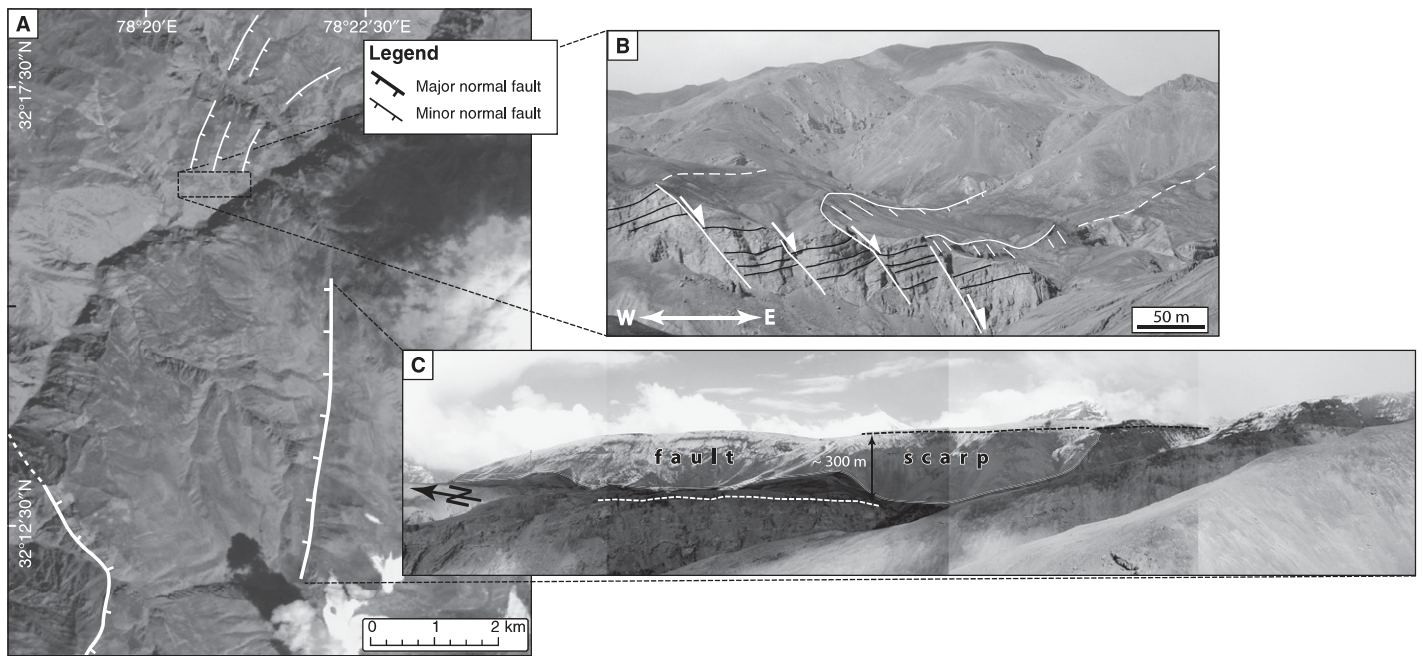 A
78°20′E
78°22′30″E
32°17′30″N
32°12′30″N
Legend
Major normal fault
Minor normal fault
0 1 2 km
B
W E
50 m
C
fault
~ 300 m
scarp
N